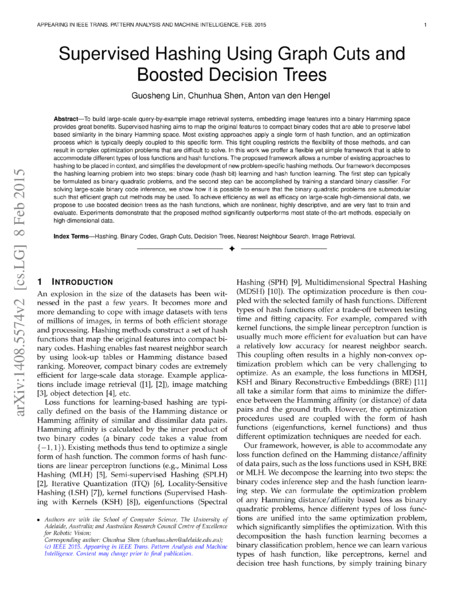 APPEARING IN IEEE TRANS. PATTERN ANALYSIS AND MACHINE INTELLIGENCE, FEB. 2015
1
Supervised Hashing Using Graph Cuts and
Boosted Decision Trees
Guosheng Lin, Chunhua Shen, Anton van den Hengel
Abstract—To build large-scale query-by-example image retrieval systems, embedding image features into a binary Hamming space
provides great benefits. Supervised hashing aims to map the original features to compact binary codes that are able to preserve label
based similarity in the binary Hamming space. Most existing approaches apply a single form of hash function, and an optimization
process which is typically deeply coupled to this specific form. This tight coupling restricts the flexibility of those methods, and can
result in complex optimization problems that are difficult to solve. In this work we proffer a flexible yet simple framework that is able to
accommodate different types of loss functions and hash functions. The proposed framework allows a number of existing approaches to
hashing to be placed in context, and simplifies the development of new problem-specific hashing methods. Our framework decomposes
the hashing learning problem into two steps: binary code (hash bit) learning and hash function learning. The first step can typically
be formulated as binary quadratic problems, and the second step can be accomplished by training a standard binary classifier. For
solving large-scale binary code inference, we show how it is possible to ensure that the binary quadratic problems are submodular
such that efficient graph cut methods may be used. To achieve efficiency as well as efficacy on large-scale high-dimensional data, we
propose to use boosted decision trees as the hash functions, which are nonlinear, highly descriptive, and are very fast to train and
evaluate. Experiments demonstrate that the proposed method significantly outperforms most state-of-the-art methods, especially on
high dimensional data.
Index Terms—Hashing, Binary Codes, Graph Cuts, Decision Trees, Nearest Neighbour Search, Image Retrieval.
arXiv:1408.5574v2 [cs.LG] 8 Feb 2015
1 INTRODUCTION
An explosion in the size of the datasets has been wit-
nessed in the past a few years. It becomes more and
more demanding to cope with image datasets with tens
of millions of images, in terms of both efficient storage
and processing. Hashing methods construct a set of hash
functions that map the original features into compact bi-
nary codes. Hashing enables fast nearest neighbor search
by using look-up tables or Hamming distance based
ranking. Moreover, compact binary codes are extremely
efficient for large-scale data storage. Example applica-
tions include image retrieval ([1], [2]), image matching
[3], object detection [4], etc.
Loss functions for learning-based hashing are typi-
cally defined on the basis of the Hamming distance or
Hamming affinity of similar and dissimilar data pairs.
Hamming affinity is calculated by the inner product of
two binary codes (a binary code takes a value from
{−1, 1}). Existing methods thus tend to optimize a single
form of hash function. The common forms of hash func-
tions are linear perceptron functions (e.g., Minimal Loss
Hashing (MLH) [5], Semi-supervised Hashing (SPLH)
[2], Iterative Quantization (ITQ) [6], Locality-Sensitive
Hashing (LSH) [7]), kernel functions (Supervised Hash-
ing with Kernels (KSH) [8]), eigenfunctions (Spectral
• Authors are with the School of Computer Science, The University of
Adelaide, Australia; and Australian Research Council Centre of Excellence
for Robotic Vision;
Corresponding author: Chunhua Shen (chunhua.shen@adelaide.edu.au);
(c) IEEE 2015. Appearing in IEEE Trans. Pattern Analysis and Machine
Intelligence. Content may change prior to final publication.
Hashing (SPH) [9], Multidimensional Spectral Hashing
(MDSH) [10]). The optimization procedure is then cou-
pled with the selected family of hash functions. Different
types of hash functions offer a trade-off between testing
time and fitting capacity. For example, compared with
kernel functions, the simple linear perceptron function is
usually much more efficient for evaluation but can have
a relatively low accuracy for nearest neighbor search.
This coupling often results in a highly non-convex op-
timization problem which can be very challenging to
optimize. As an example, the loss functions in MDSH,
KSH and Binary Reconstructive Embeddings (BRE) [11]
all take a similar form that aims to minimize the differ-
ence between the Hamming affinity (or distance) of data
pairs and the ground truth. However, the optimization
procedures used are coupled with the form of hash
functions (eigenfunctions, kernel functions) and thus
different optimization techniques are needed for each.
Our framework, however, is able to accommodate any
loss function defined on the Hamming distance/affinity
of data pairs, such as the loss functions used in KSH, BRE
or MLH. We decompose the learning into two steps: the
binary codes inference step and the hash function learn-
ing step. We can formulate the optimization problem
of any Hamming distance/affinity based loss as binary
quadratic problems, hence different types of loss func-
tions are unified into the same optimization problem,
which significantly simplifies the optimization. With this
decomposition the hash function learning becomes a
binary classification problem, hence we can learn various
types of hash function, like perceptrons, kernel and
decision tree hash functions, by simply training binary